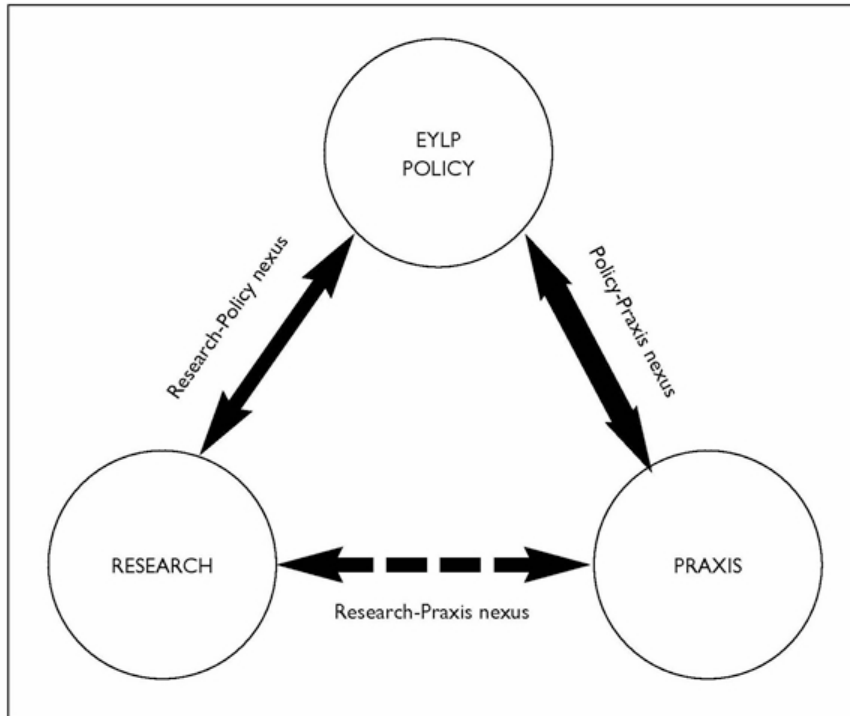 EYLP
POLICY
Research-Policy nexus
Policy-Praxis nexus
RESEARCH
PRAXIS
Research-Praxis nexus